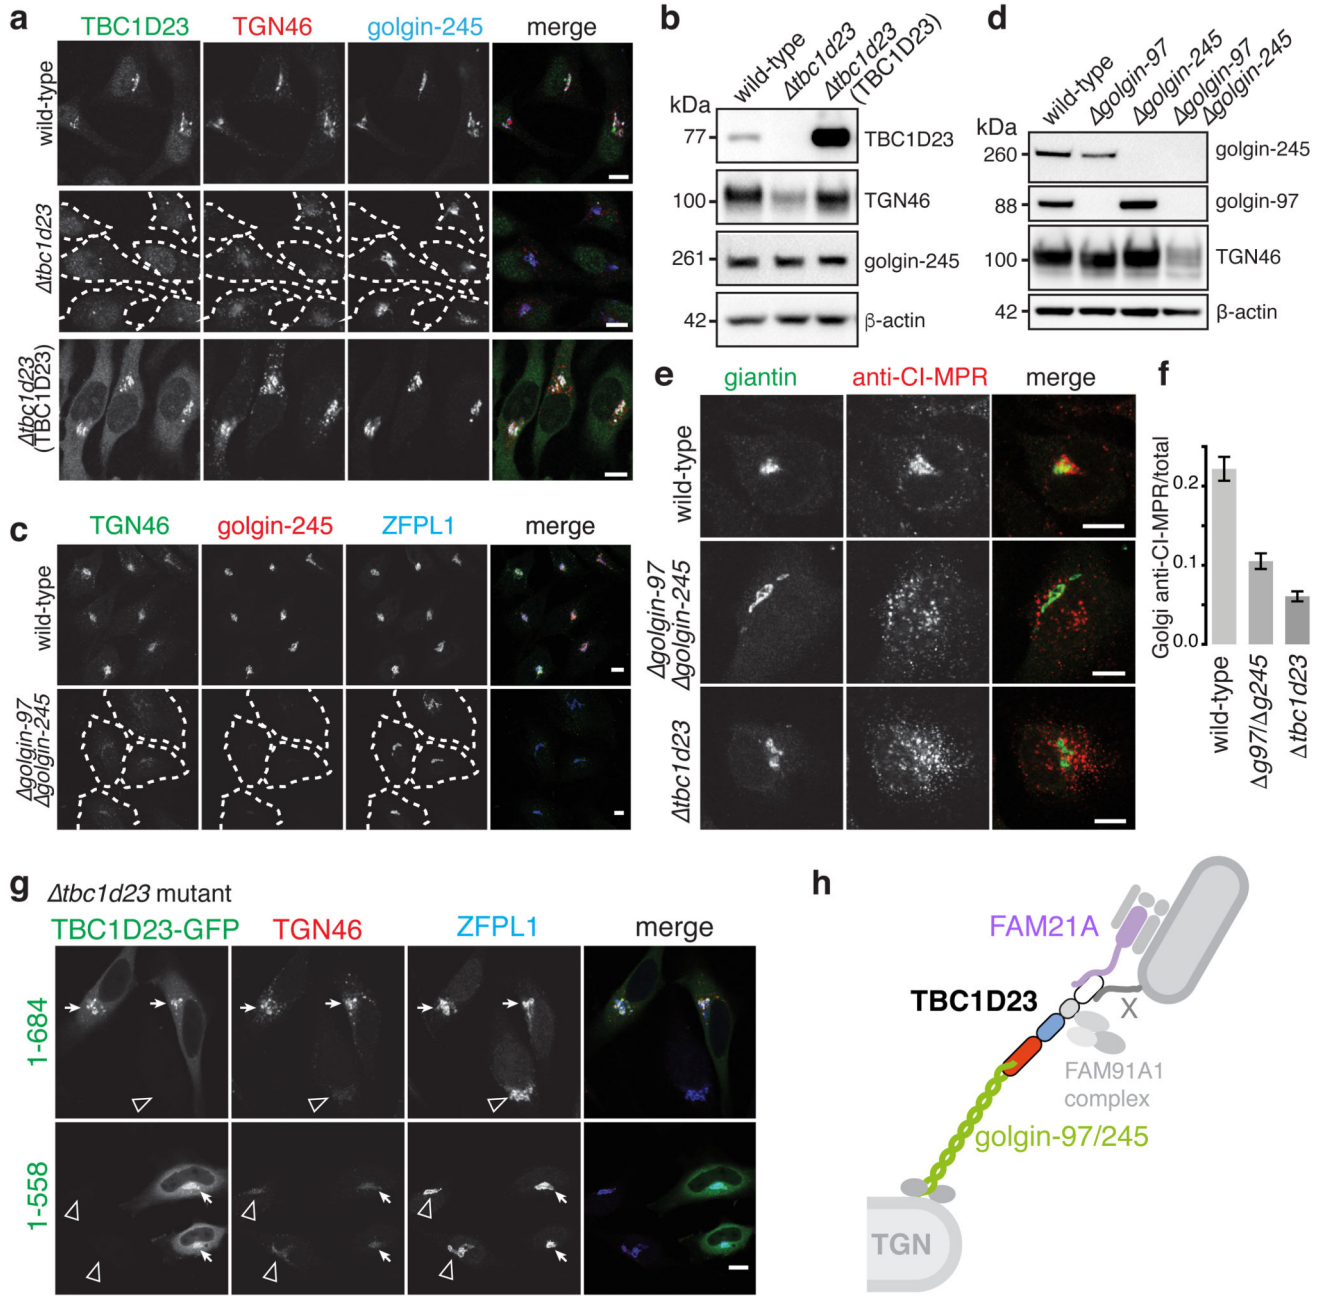 a
TBC1D23 TGN46 golgin-245 merge
wild-type
Δtbc1d23
Δtbc1d23
(TBC1D23)
b
wild-type
Δtbc1d23
Δtbc1d23
(TBC1D23)
kDa
77 TBC1D23
100 TGN46
261 golgin-245
42 β-actin
d
wild-type
Δgolgin-97
Δgolgin-245
Δgolgin-97
Δgolgin-245
kDa
260 golgin-245
88 golgin-97
100 TGN46
42 β-actin
c
TGN46 golgin-245 ZFPL1 merge
wild-type
Δgolgin-97
Δgolgin-245
e
giantin anti-CI-MPR merge
wild-type
Δgolgin-97
Δgolgin-245
Δtbc1d23
f
Golgi anti-CI-MPR/total
0.2
0.1
0.0
wild-type
Δg97/Δg245
Δtbc1d23
g
Δtbc1d23 mutant
TBC1D23-GFP TGN46 ZFPL1 merge
1-684
1-558
h
FAM21A
TBC1D23
X
FAM91A1
complex
golgin-97/245
TGN